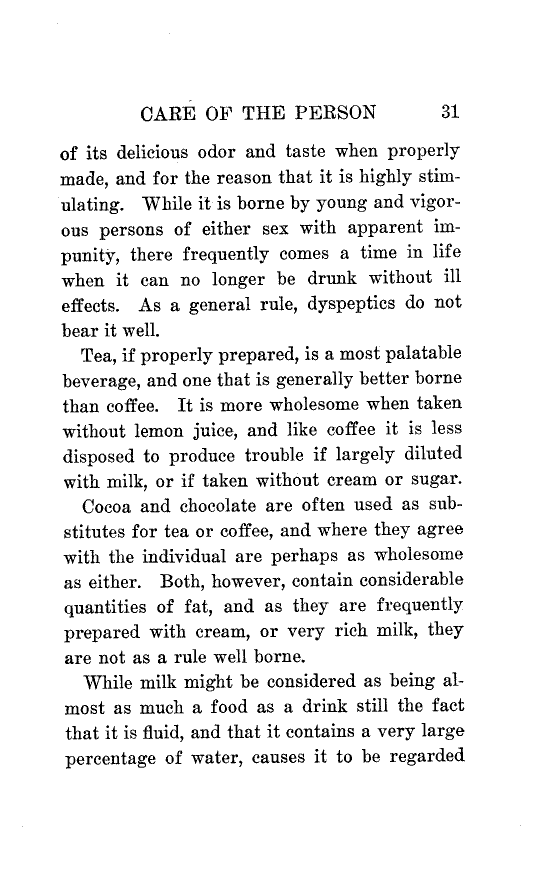 CARE OF THE PERSON 31
of its delicious odor and taste when properly
made, and for the reason that it is highly stim-
ulating. While it is borne by young and vigor-
ous persons of either sex with apparent im-
punity, there frequently comes a time in life
when it can no longer be drunk without ill
effects. As a general rule, dyspeptics do not
bear it well.
Tea, if properly prepared, is a most palatable
beverage, and one that is generally better borne
than coffee. It is more wholesome when taken
without lemon juice, and like coffee it is less
disposed to produce trouble if largely diluted
with milk, or if taken without cream or sugar.
Cocoa and chocolate are often used as sub-
stitutes for tea or coffee, and where they agree
with the individual are perhaps as wholesome
as either. Both, however, contain considerable
quantities of fat, and as they are frequently
prepared with cream, or very rich milk, they
are not as a rule well borne.
While milk might be considered as being al-
most as much a food as a drink still the fact
that it is fluid, and that it contains a very large
percentage of water, causes it to be regarded